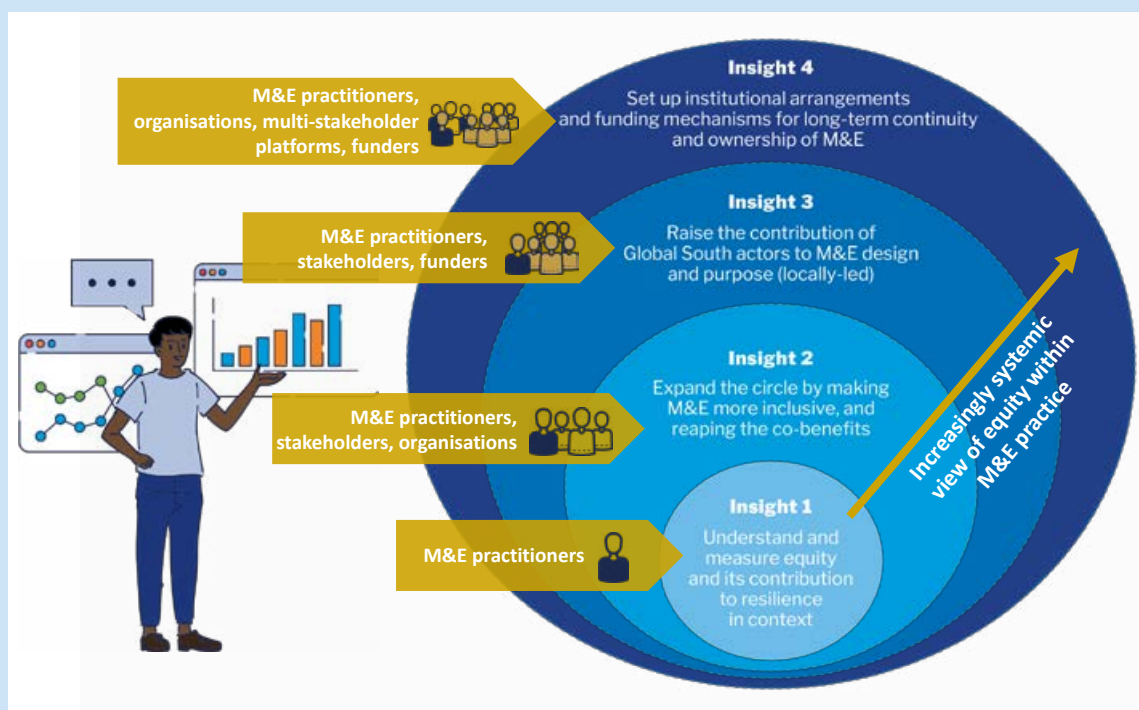 M&E practitioners,
organisations, multi-stakeholder
platforms, funders
Insight 4
Set up institutional arrangements
and funding mechanisms for long-term continuity
and ownership of M&E
M&E practitioners,
stakeholders, funders
Insight 3
Raise the contribution of
Global South actors to M&E design
and purpose (locally-led)
M&E practitioners,
stakeholders, organisations
Insight 2
Expand the circle by making
M&E more inclusive, and
reaping the co-benefits
M&E practitioners
Insight 1
Understand and
measure equity
and its contribution
to resilience
in context
Increasingly systemic
view of equity within
M&E practice